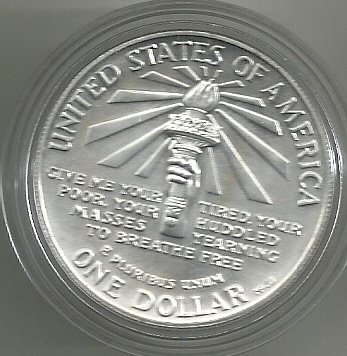 UNITED STATES OF AMERICA
GIVE ME YOUR TIRED, YOUR
POOR, YOUR HUDDLED
MASSES YEARNING
TO BREATHE FREE
E PLURIBUS UNUM
ONE DOLLAR